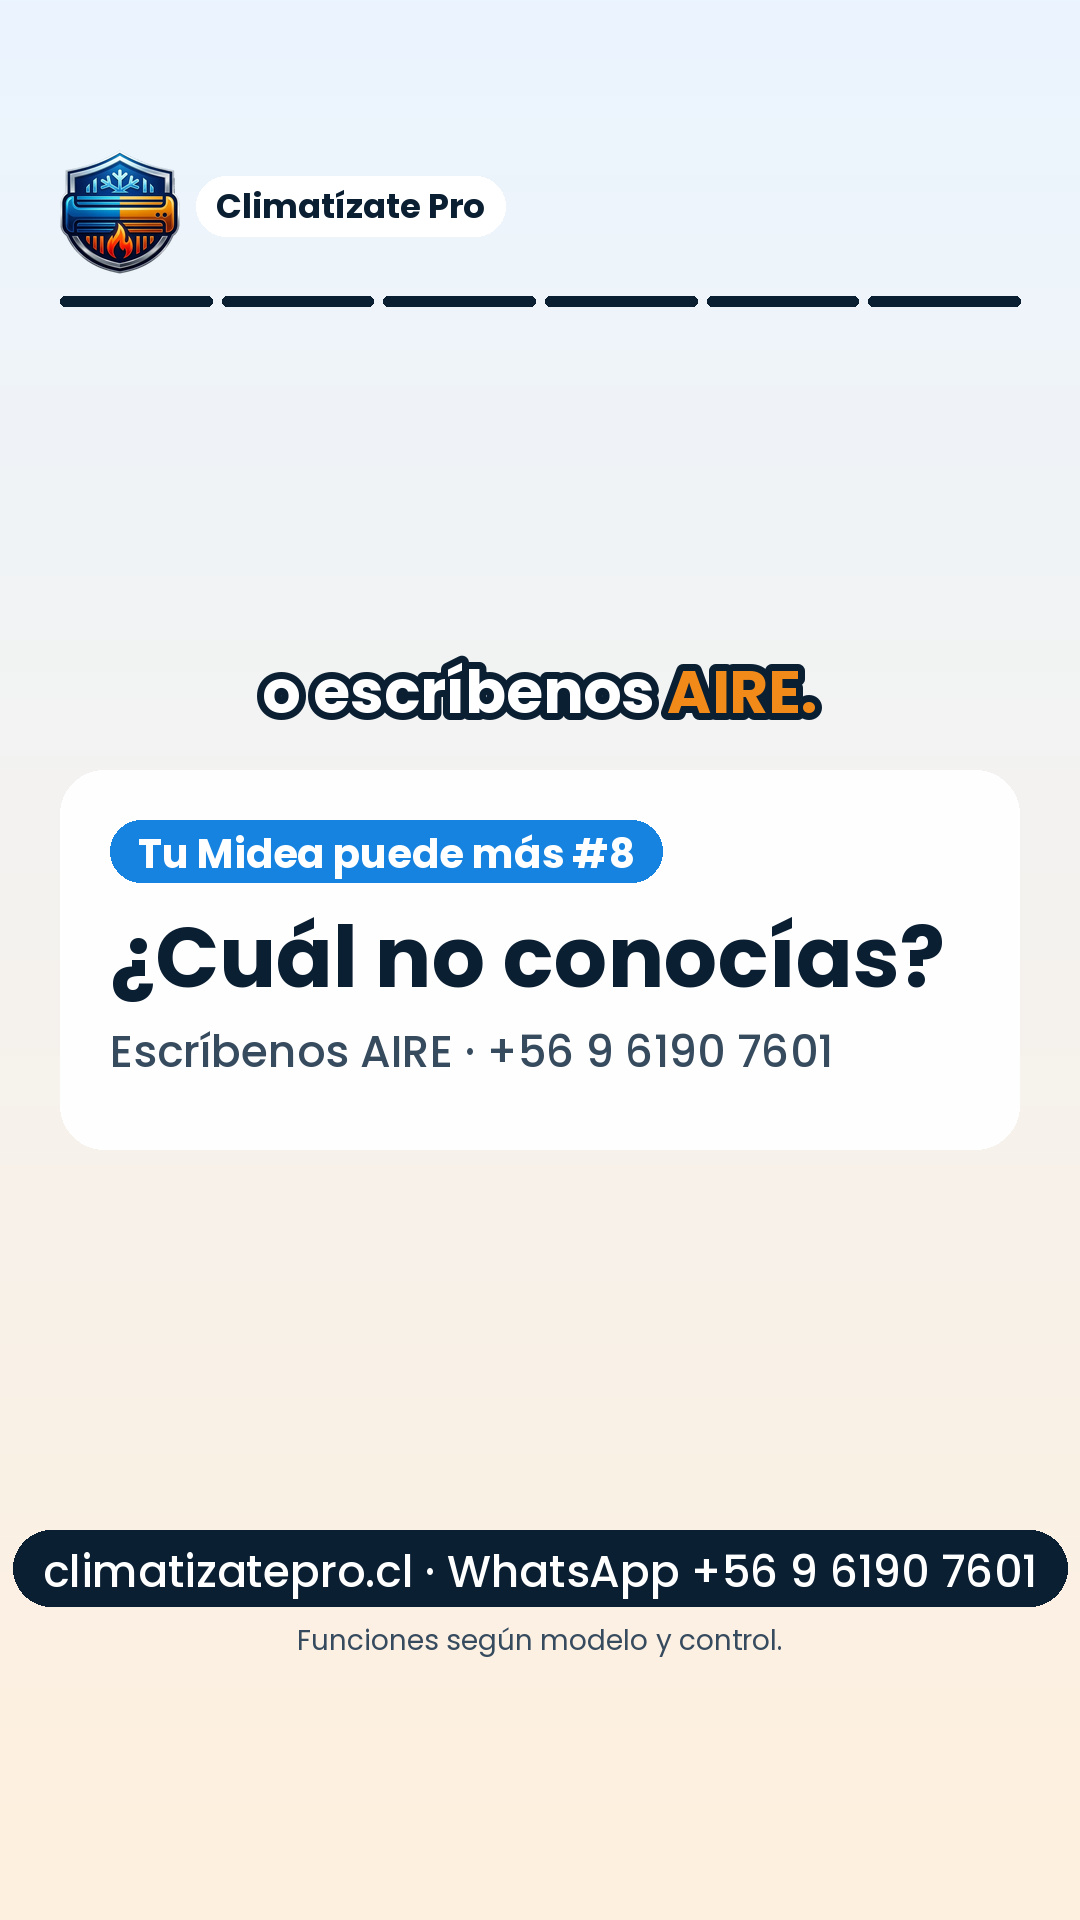 Climatízate Pro
o escríbenos AIRE.
Tu Midea puede más #8
¿Cuál no conocías?
Escríbenos AIRE · +56 9 6190 7601
climatizatepro.cl · WhatsApp +56 9 6190 7601
Funciones según modelo y control.